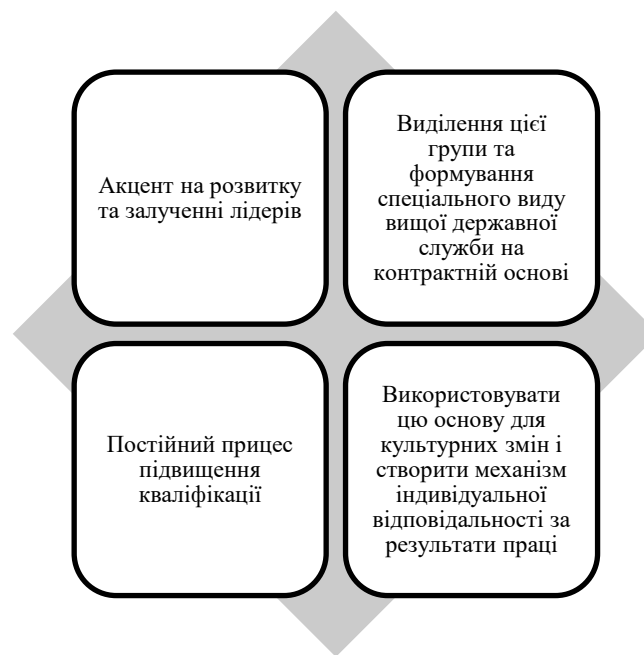 Акцент на розвитку
та залученні лідерів
Виділення цієї
групи та
формування
спеціального виду
вищої державної
служби на
контрактній основі
Постійний прицес
підвищення
кваліфікації
Використовувати
цю основу для
культурних змін і
створити механізм
індивідуальної
відповідальності за
результати праці